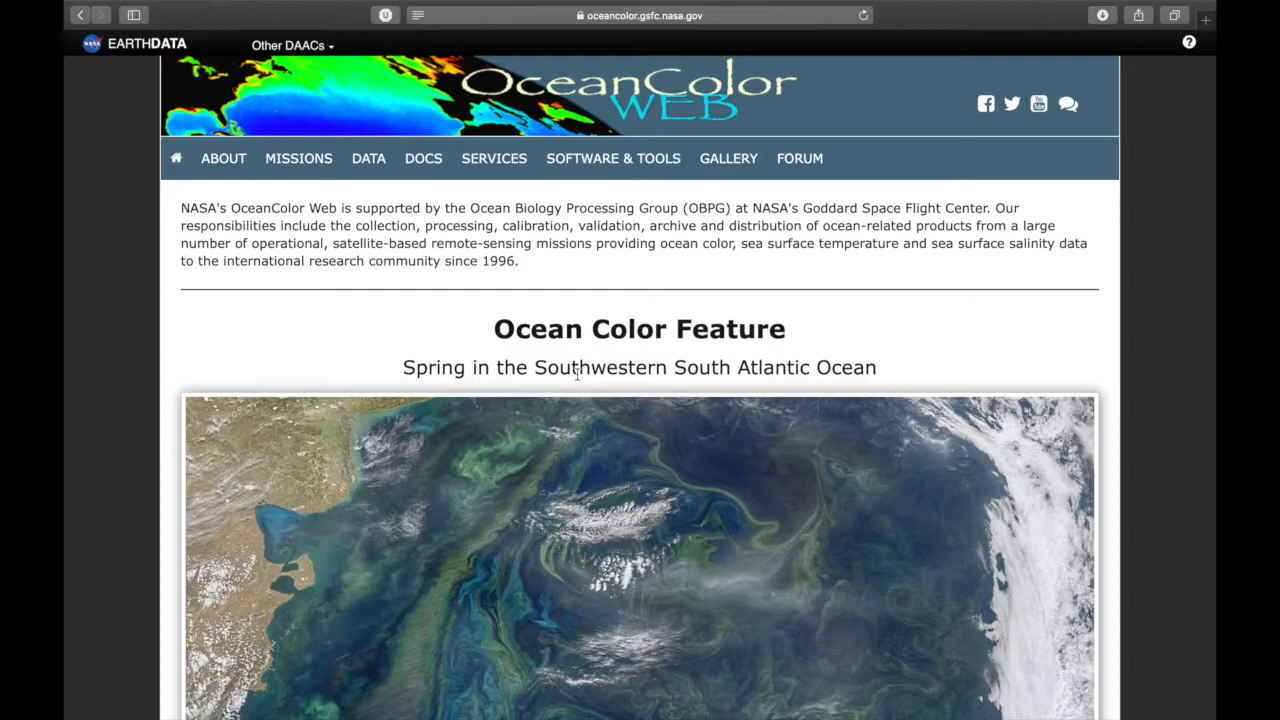 oceancolor.gsfc.nasa.gov
NASA EARTHDATA Other DAACs
OceanColor
WEB
ABOUT MISSIONS DATA DOCS SERVICES SOFTWARE & TOOLS GALLERY FORUM
NASA's OceanColor Web is supported by the Ocean Biology Processing Group (OBPG) at NASA's Goddard Space Flight Center. Our
responsibilities include the collection, processing, calibration, validation, archive and distribution of ocean-related products from a large
number of operational, satellite-based remote-sensing missions providing ocean color, sea surface temperature and sea surface salinity data
to the international research community since 1996.
Ocean Color Feature
Spring in the Southwestern South Atlantic Ocean